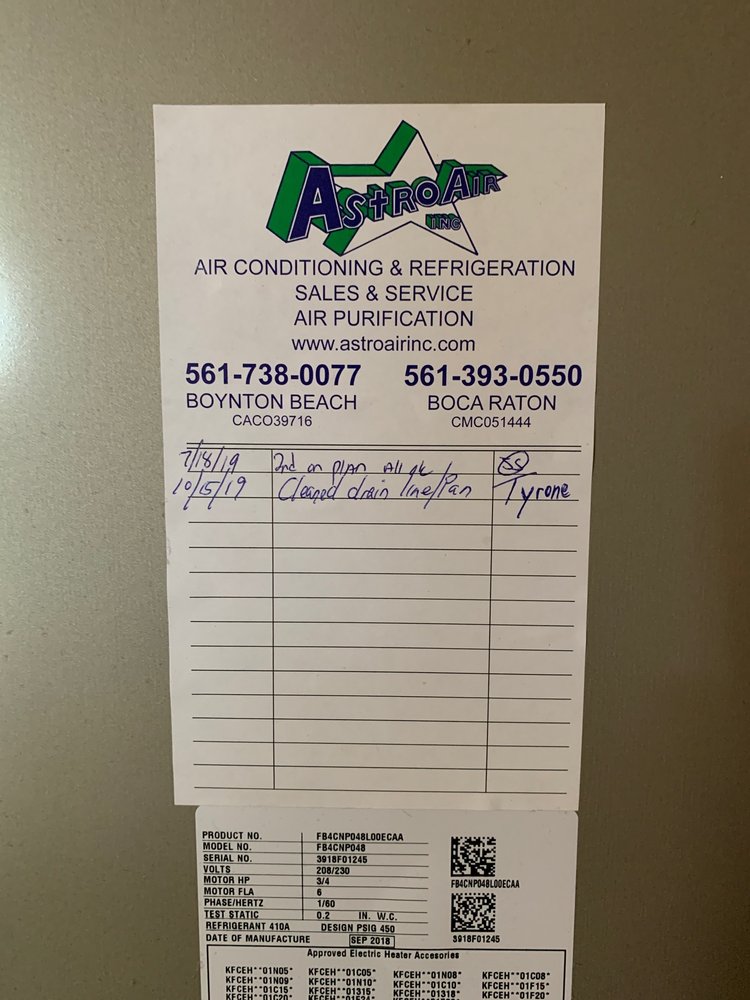 ASTROAIR
INC
AIR CONDITIONING & REFRIGERATION
SALES & SERVICE
AIR PURIFICATION
www.astroairinc.com
561-738-0077 561-393-0550
BOYNTON BEACH BOCA RATON
CACO39716 CMC051444
7/18/19 2nd on plan All ok SS
10/15/19 Cleaned drain line/Pan Tyrone
PRODUCT NO. FB4CNP048L00ECAA
MODEL NO. FB4CNP048
SERIAL NO. 3918F01245
VOLTS 208/230
MOTOR HP 3/4
MOTOR FLA 6
PHASE/HERTZ 1/60
TEST STATIC 0.2 IN. W.C.
REFRIGERANT 410A DESIGN PSIG 450
DATE OF MANUFACTURE SEP 2018
FB4CNP048L00ECAA
3918F01245
Approved Electric Heater Accesories
KFCEH**01N05* KFCEH**01C05* KFCEH**01N08* KFCEH**01C08*
KFCEH**01N09* KFCEH**01N10* KFCEH**01C10* KFCEH**01F15*
KFCEH**01C15* KFCEH**01315* KFCEH**01318* KFCEH**01F20*